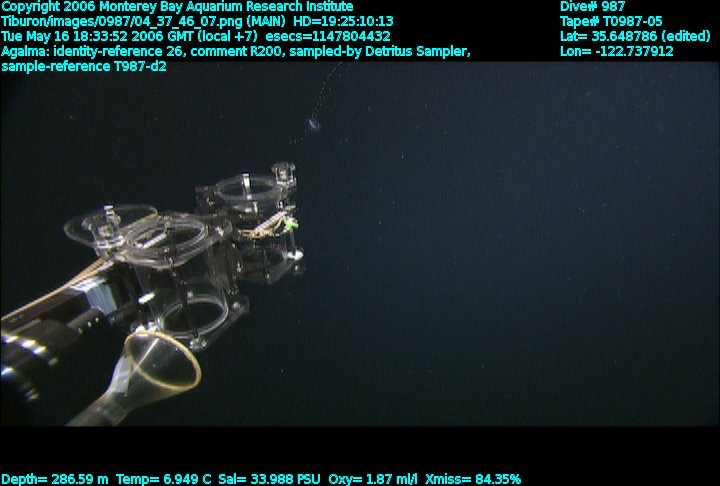 Copyright 2006 Monterey Bay Aquarium Research Institute
Dive# 987
Tiburon/images/0987/04_37_46_07.png (MAIN) HD=19:25:10:13
Tape# T0987-05
Tue May 16 18:33:52 2006 GMT (local +7) esecs=1147804432
Lat= 35.648786 (edited)
Agalma: identity-reference 26, comment R200, sampled-by Detritus Sampler,
Lon= -122.737912
sample-reference T987-d2
Depth= 286.59 m Temp= 6.949 C Sal= 33.988 PSU Oxy= 1.87 ml/l Xmiss= 84.35%